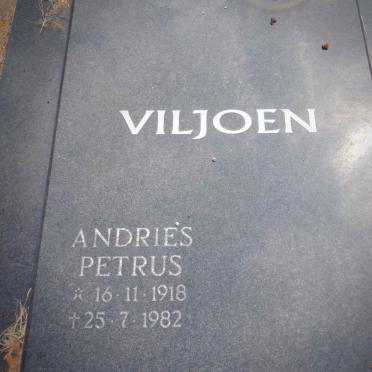 VILJOEN
ANDRIES
PETRUS
☆ 16·11·1918
†25·7·1982